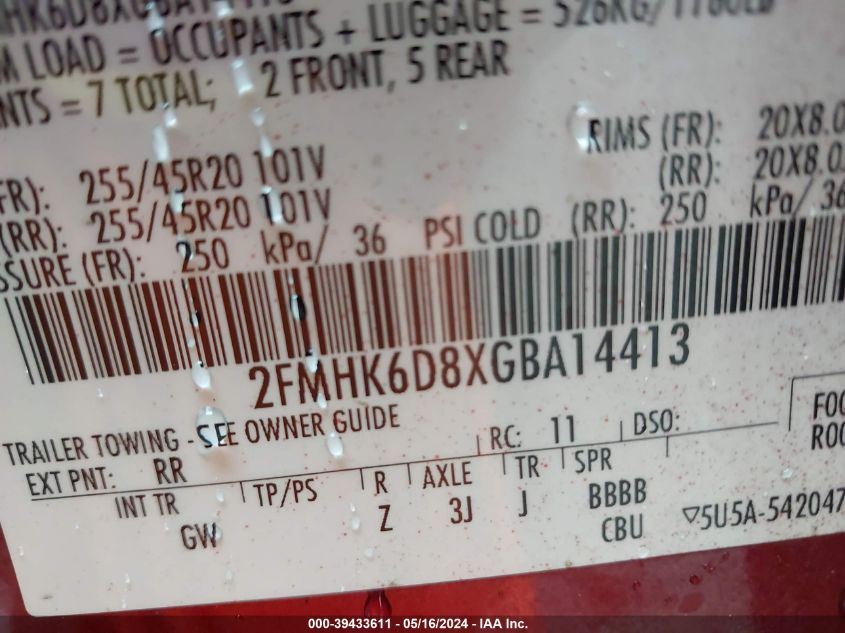 HK6D8XGBA14413
M LOAD = OCCUPANTS + LUGGAGE = 526KG/1160LB
NTS = 7 TOTAL; 2 FRONT, 5 REAR
FR): 255/45R20 101V RIMS (FR): 20X8.0
(RR): 255/45R20 101V (RR): 20X8.0
SSURE (FR): 250 kPa/ 36 PSI COLD (RR): 250 kPa/ 36
2FMHK6D8XGBA14413
TRAILER TOWING - SEE OWNER GUIDE
EXT PNT: RR RC: 11 DSO:
INT TR TP/PS R AXLE TR SPR
GW Z 3J J BBBB
CBU
FOO
ROO
▽5U5A-542047
000-39433611 - 05/16/2024 - IAA Inc.